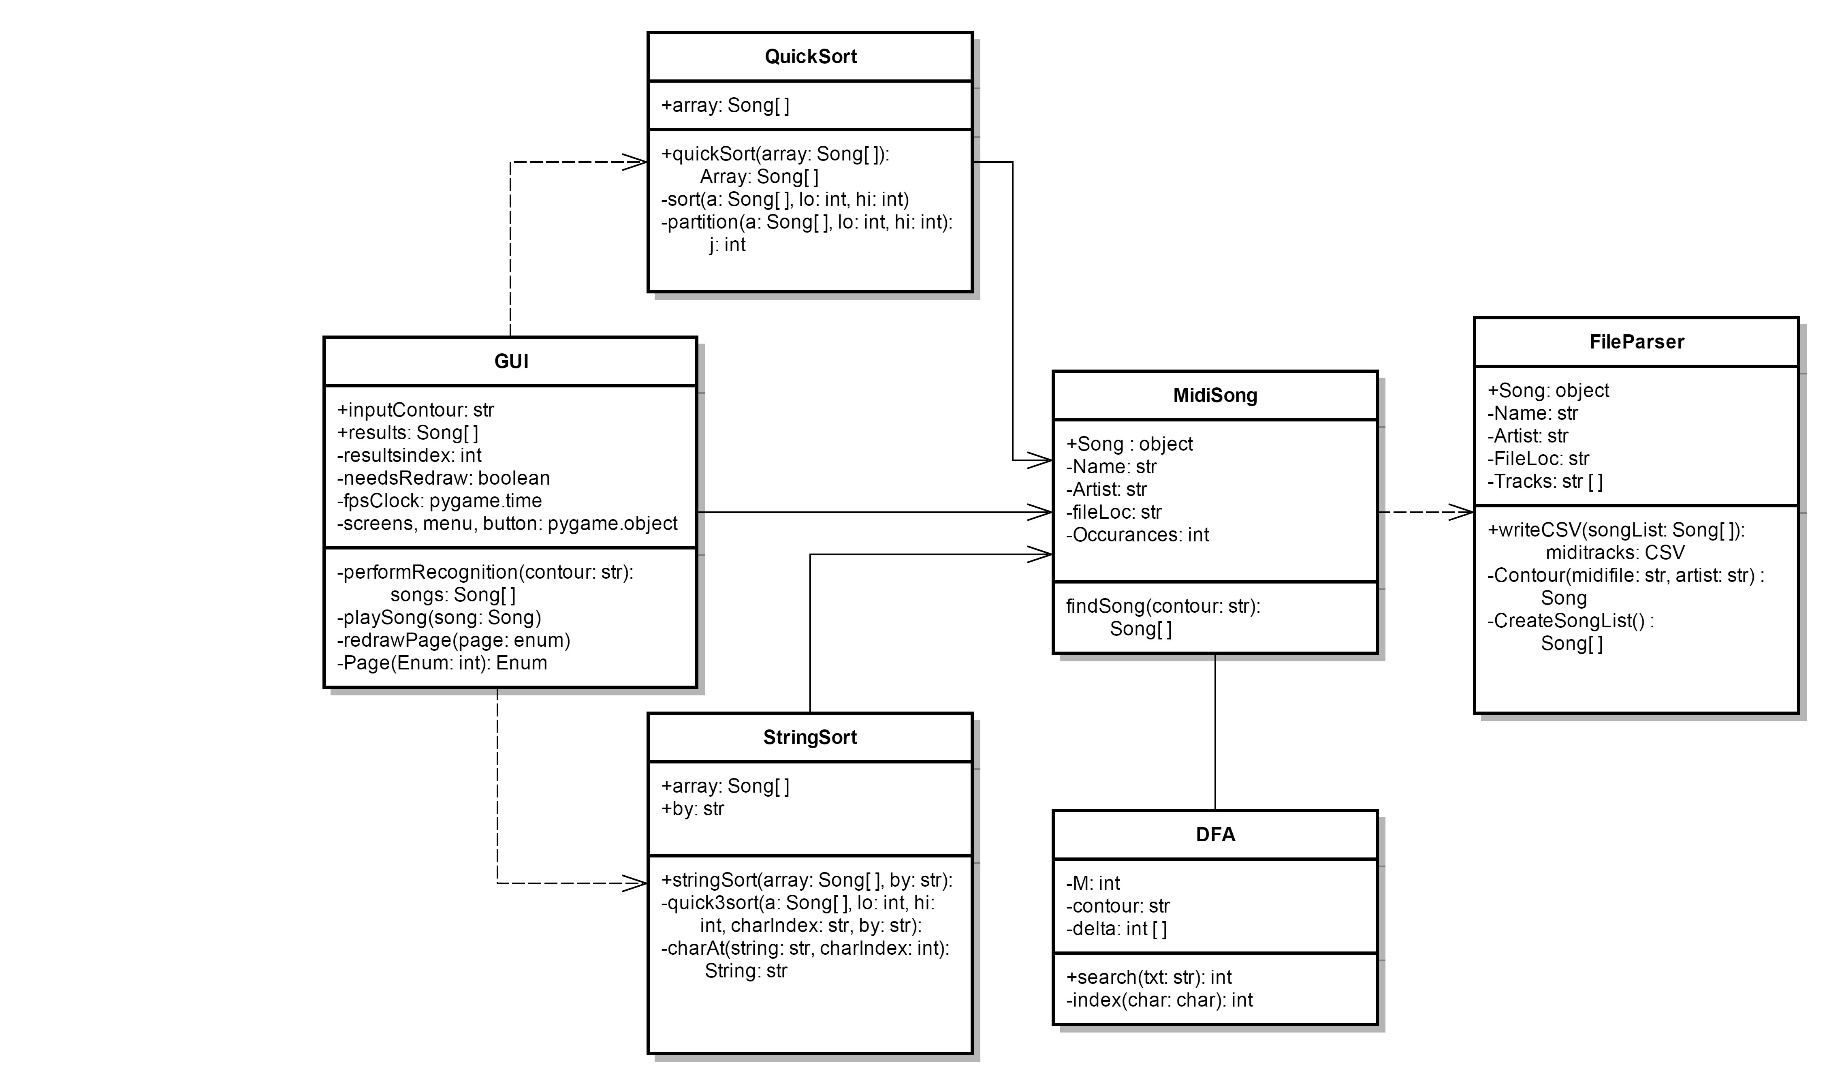 QuickSort
+array: Song[ ]
+quickSort(array: Song[ ]):
Array: Song[ ]
-sort(a: Song[ ], lo: int, hi: int)
-partition(a: Song[ ], lo: int, hi: int):
j: int
GUI
+inputContour: str
+results: Song[ ]
-resultsindex: int
-needsRedraw: boolean
-fpsClock: pygame.time
-screens, menu, button: pygame.object
-performRecognition(contour: str):
songs: Song[ ]
-playSong(song: Song)
-redrawPage(page: enum)
-Page(Enum: int): Enum
MidiSong
+Song : object
-Name: str
-Artist: str
-fileLoc: str
-Occurances: int
findSong(contour: str):
Song[ ]
FileParser
+Song: object
-Name: str
-Artist: str
-FileLoc: str
-Tracks: str [ ]
+writeCSV(songList: Song[ ]):
miditracks: CSV
-Contour(midifile: str, artist: str) :
Song
-CreateSongList() :
Song[ ]
StringSort
+array: Song[ ]
+by: str
+stringSort(array: Song[ ], by: str):
-quick3sort(a: Song[ ], lo: int, hi:
int, charIndex: str, by: str):
-charAt(string: str, charIndex: int):
String: str
DFA
-M: int
-contour: str
-delta: int [ ]
+search(txt: str): int
-index(char: char): int